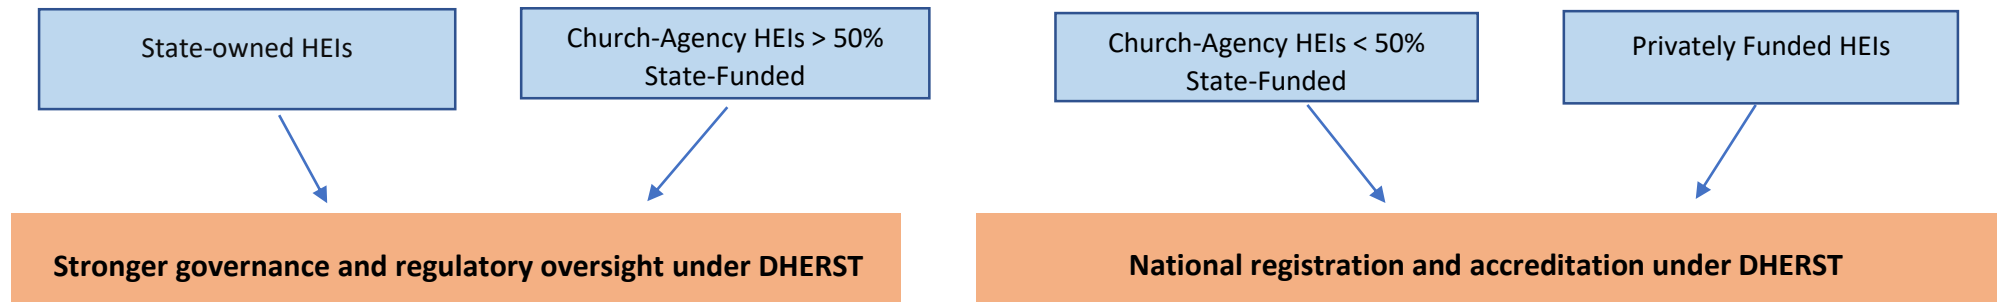 State-owned HEIs
Church-Agency HEIs > 50%
State-Funded
Church-Agency HEIs < 50%
State-Funded
Privately Funded HEIs
Stronger governance and regulatory oversight under DHERST
National registration and accreditation under DHERST